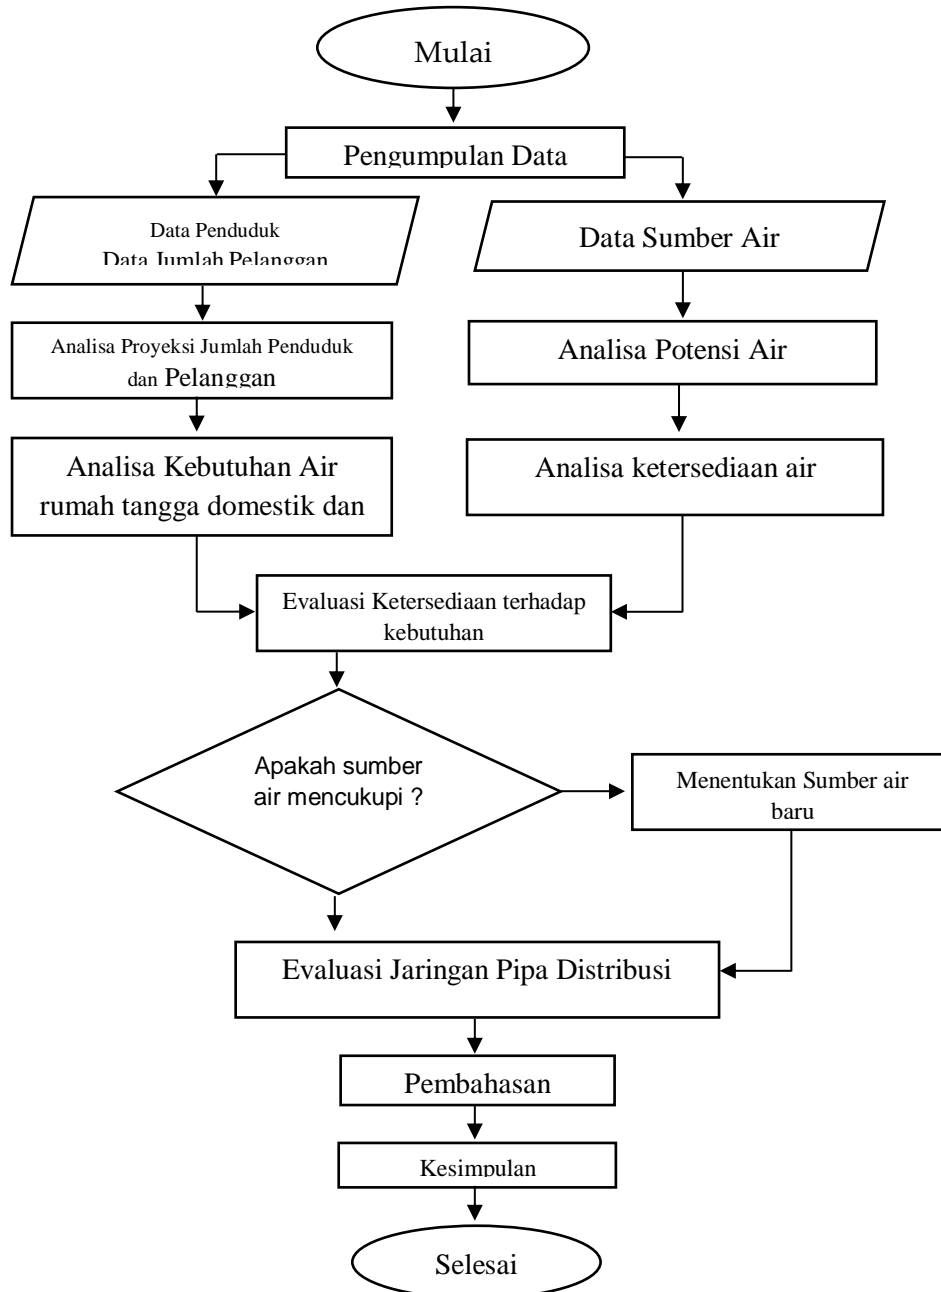 Mulai
Pengumpulan Data
Data Penduduk
Data Jumlah Pelanggan
Data Sumber Air
Analisa Proyeksi Jumlah Penduduk
dan Pelanggan
Analisa Potensi Air
Analisa Kebutuhan Air
rumah tangga domestik dan
Analisa ketersediaan air
Evaluasi Ketersediaan terhadap
kebutuhan
Apakah sumber
air mencukupi ?
Menentukan Sumber air
baru
Evaluasi Jaringan Pipa Distribusi
Pembahasan
Kesimpulan
Selesai